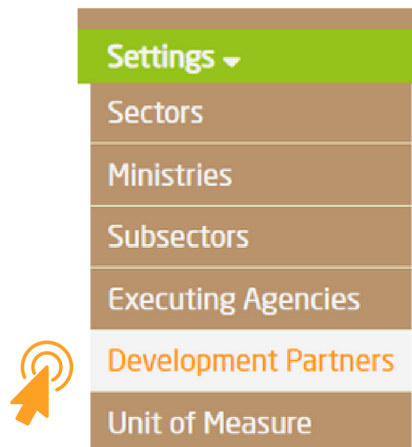 Settings
Sectors
Ministries
Subsectors
Executing Agencies
Development Partners
Unit of Measure